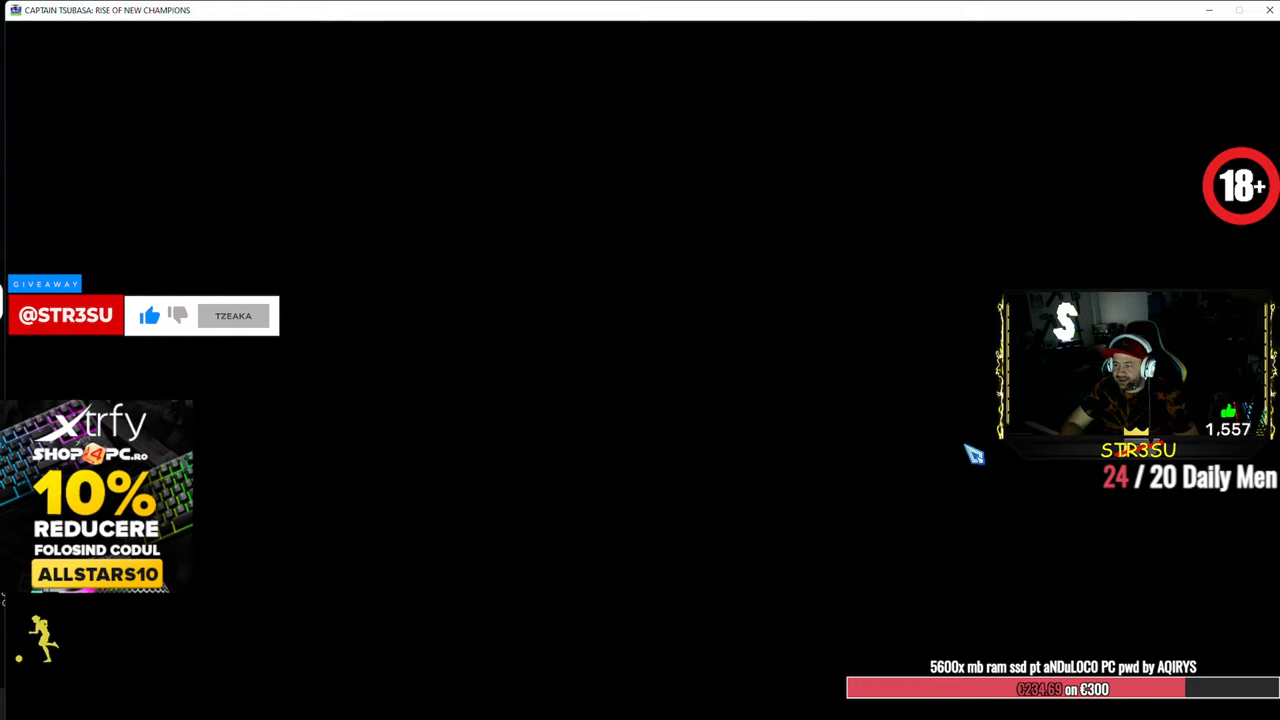 CAPTAIN TSUBASA: RISE OF NEW CHAMPIONS
18+
GIVEAWAY
@STR3SU
TZEAKA
xtrfy
SHOP4PC.RO
10%
REDUCERE
FOLOSIND CODUL
ALLSTARS10
S
1,557
STR3SU
24 / 20 Daily Men
5600x mb ram ssd pt aNDuLOCO PC pwd by AQIRYS
€234.69 on €300